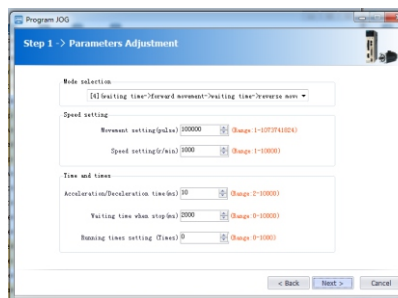 Program JOG
Step 1 -> Parameters Adjustment
Mode selection
[4](waiting time->forward movement->waiting time->reverse move
Speed setting
Movement setting(pulse) 100000 (Range:1-1073741824)
Speed setting(r/min) 1000 (Range:1-10000)
Time and times
Acceleration/Deceleration time(ms) 10 (Range:2-10000)
Waiting time when stop(ms) 2000 (Range:0-10000)
Running times setting (Times) 0 (Range:0-1000)
< Back Next > Cancel